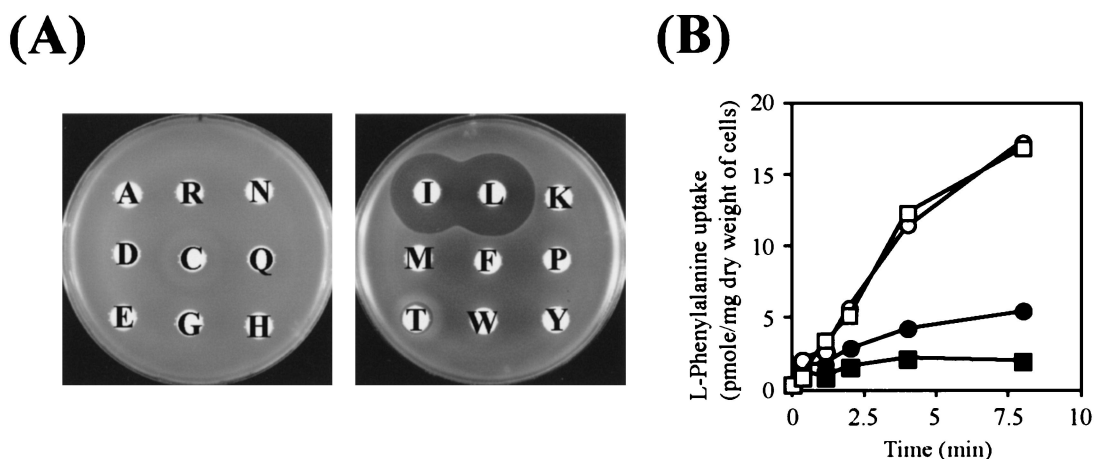 (A)
(B)
A R N
D C Q
E G H
I L K
M F P
T W Y
L-Phenylalanine uptake
(pmole/mg dry weight of cells)
20
15
10
5
0
0 2.5 5 7.5 10
Time (min)